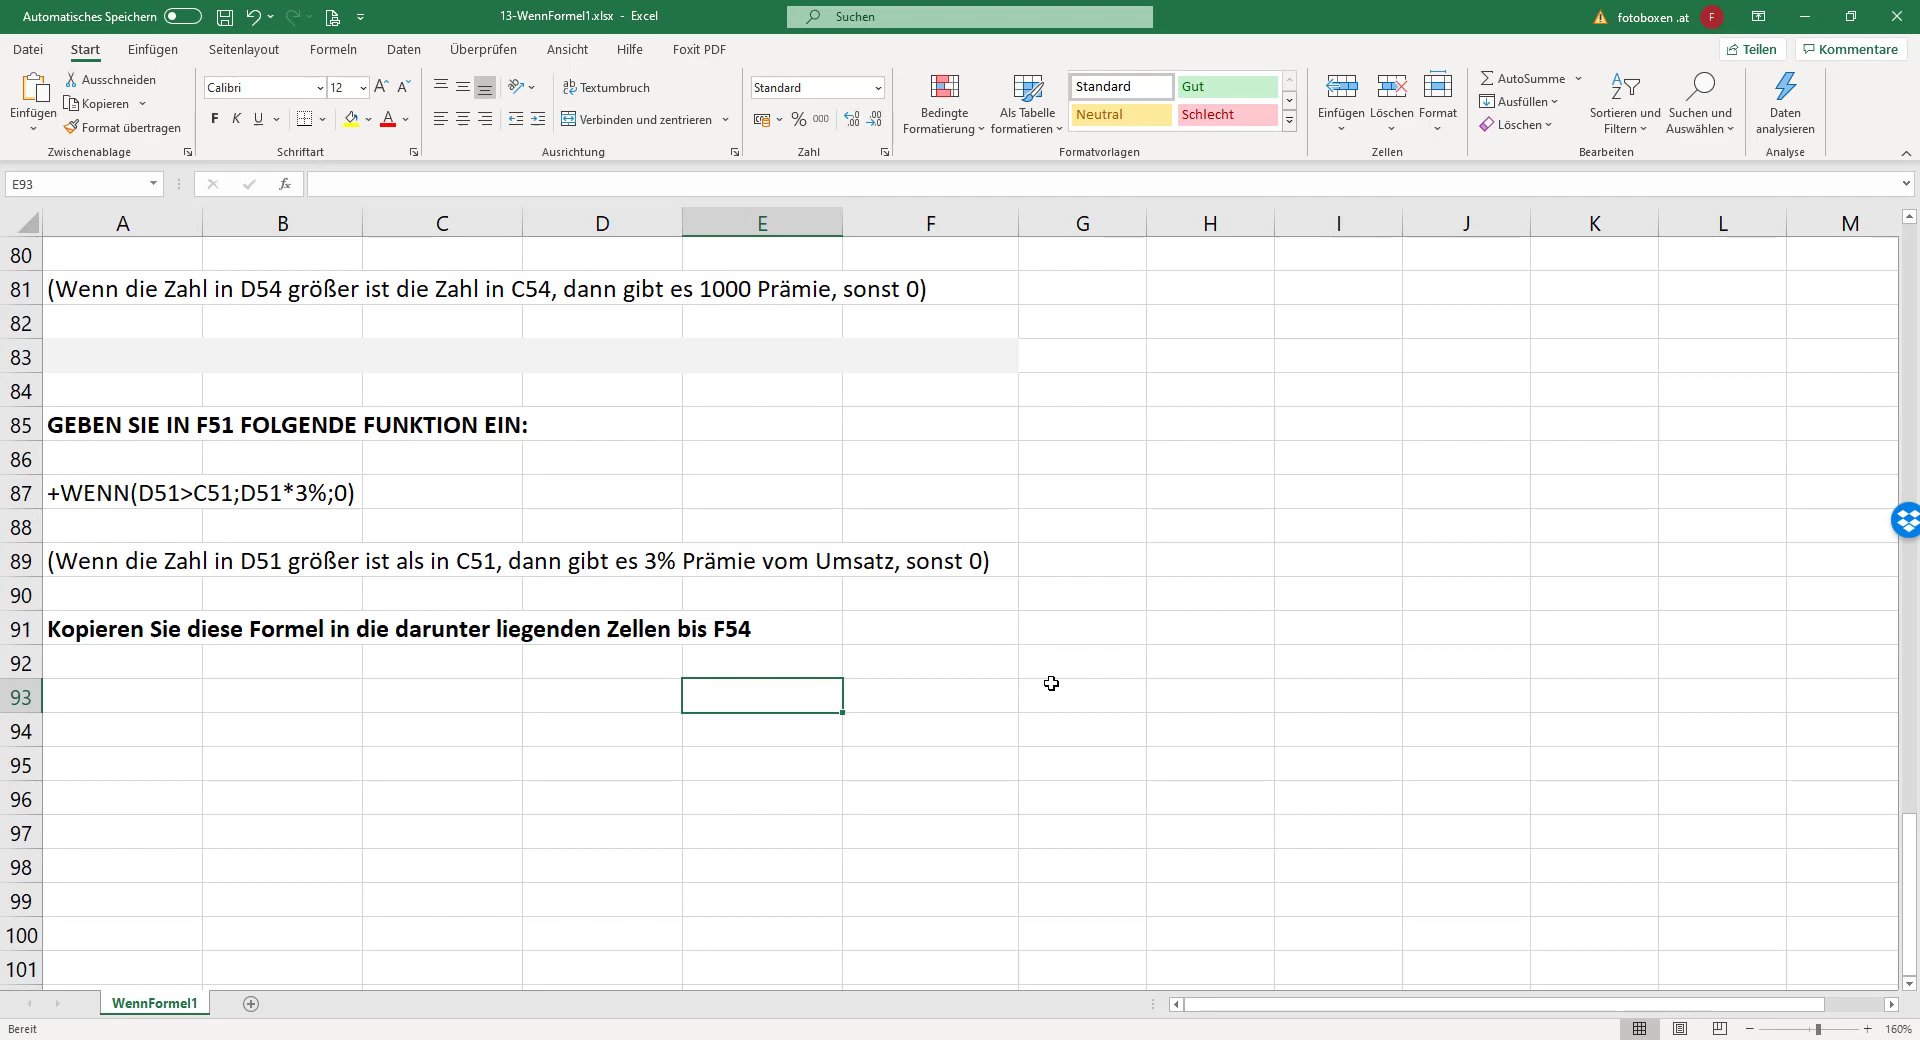 Automatisches Speichern
13-WennFormel1.xlsx - Excel
Suchen
fotoboxen .at
F
Datei Start Einfügen Seitenlayout Formeln Daten Überprüfen Ansicht Hilfe Foxit PDF
Teilen Kommentare
Einfügen
Ausschneiden
Kopieren
Format übertragen
Zwischenablage
Calibri 12
F K U
Schriftart
Textumbruch
Verbinden und zentrieren
Ausrichtung
Standard
% 000
Zahl
Bedingte Formatierung
Als Tabelle formatieren
Standard Gut
Neutral Schlecht
Formatvorlagen
Einfügen Löschen Format
Zellen
AutoSumme
Ausfüllen
Löschen
Sortieren und Filtern
Suchen und Auswählen
Bearbeiten
Daten analysieren
Analyse
E93
fx
A B C D E F G H I J K L M
80
81 (Wenn die Zahl in D54 größer ist die Zahl in C54, dann gibt es 1000 Prämie, sonst 0)
82
83
84
85 GEBEN SIE IN F51 FOLGENDE FUNKTION EIN:
86
87 +WENN(D51>C51;D51*3%;0)
88
89 (Wenn die Zahl in D51 größer ist als in C51, dann gibt es 3% Prämie vom Umsatz, sonst 0)
90
91 Kopieren Sie diese Formel in die darunter liegenden Zellen bis F54
92
93
94
95
96
97
98
99
100
101
WennFormel1
Bereit
160%